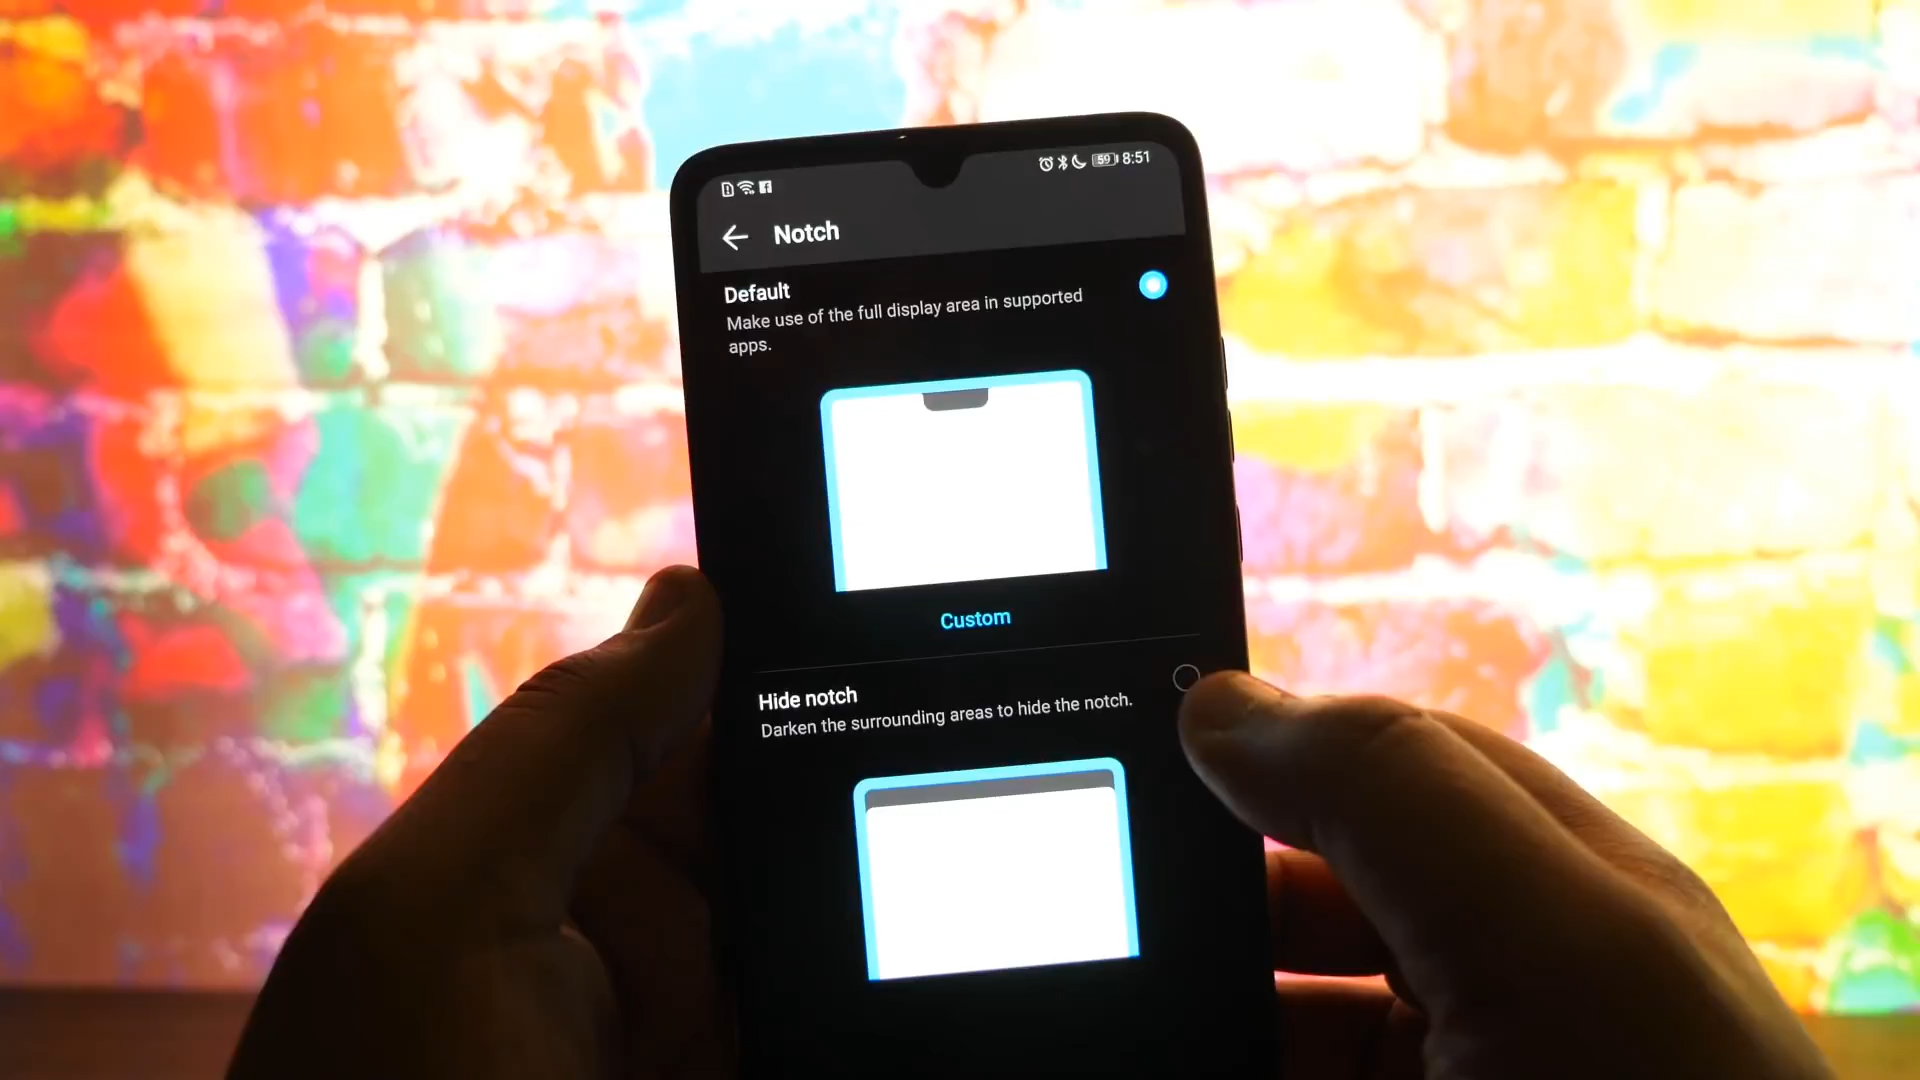 59 8:51
Notch
Default
Make use of the full display area in supported
apps.
Custom
Hide notch
Darken the surrounding areas to hide the notch.